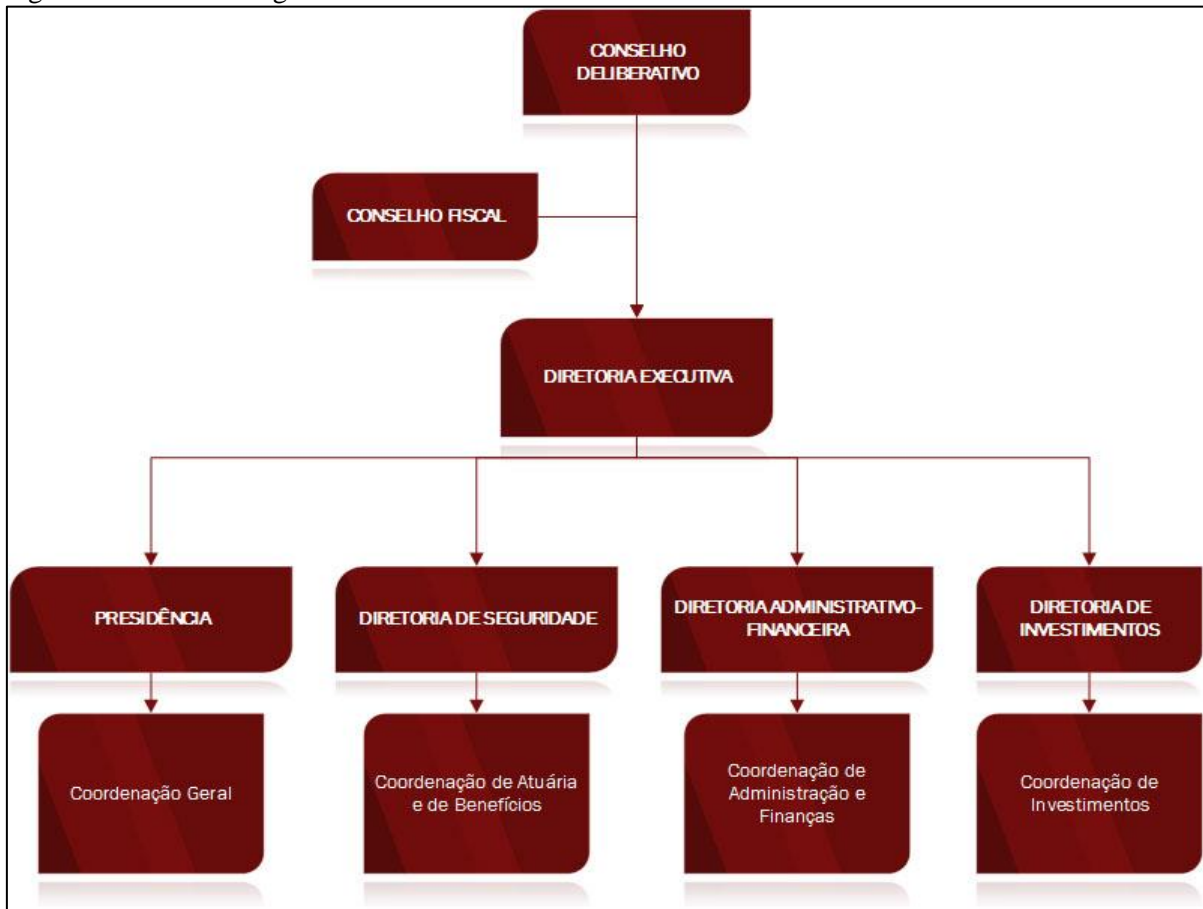 CONSELHO
DELIBERATIVO
CONSELHO FISCAL
DIRETORIA EXECUTIVA
PRESIDÊNCIA
DIRETORIA DE SEGURIDADE
DIRETORIA ADMINISTRATIVO-
FINANCEIRA
DIRETORIA DE
INVESTIMENTOS
Coordenação Geral
Coordenação de Atuária
e de Benefícios
Coordenação de
Administração e
Finanças
Coordenação de
Investimentos